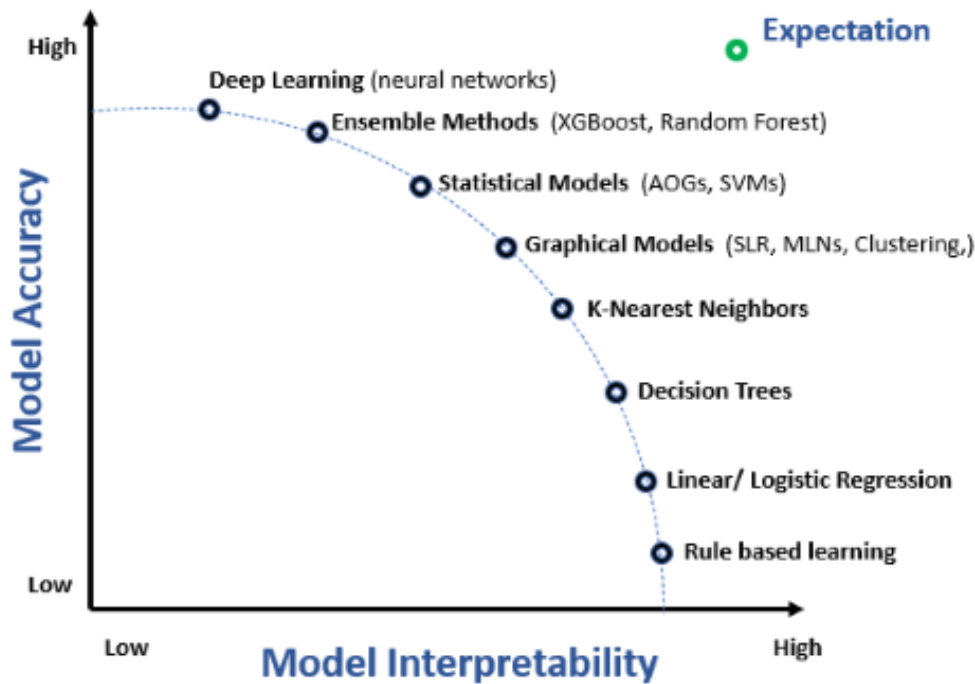 High
Expectation
Deep Learning (neural networks)
Ensemble Methods (XGBoost, Random Forest)
Statistical Models (AOGs, SVMs)
Graphical Models (SLR, MLNs, Clustering,)
K-Nearest Neighbors
Decision Trees
Linear/ Logistic Regression
Rule based learning
Model Accuracy
Low
Low
Model Interpretability
High